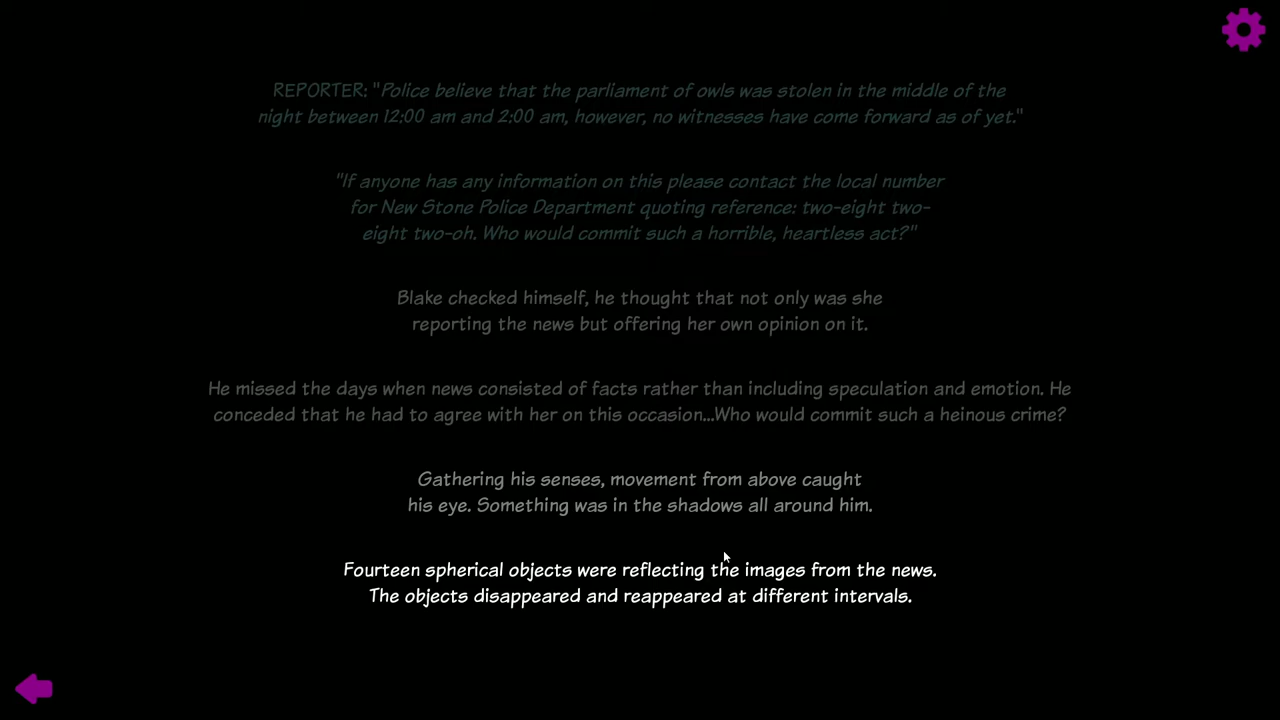 REPORTER: "Police believe that the parliament of owls was stolen in the middle of the
night between 12:00 am and 2:00 am, however, no witnesses have come forward as of yet."
"If anyone has any information on this please contact the local number
for New Stone Police Department quoting reference: two-eight two-
eight two-oh. Who would commit such a horrible, heartless act?"
Blake checked himself, he thought that not only was she
reporting the news but offering her own opinion on it.
He missed the days when news consisted of facts rather than including speculation and emotion. He
conceded that he had to agree with her on this occasion...Who would commit such a heinous crime?
Gathering his senses, movement from above caught
his eye. Something was in the shadows all around him.
Fourteen spherical objects were reflecting the images from the news.
The objects disappeared and reappeared at different intervals.